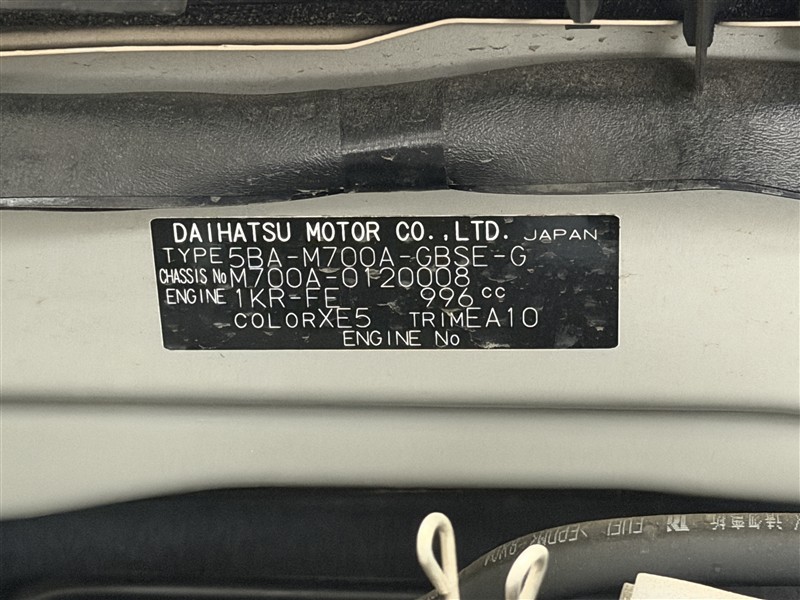 DAIHATSU MOTOR CO.,LTD. JAPAN
TYPE 5BA-M700A-GBSE-G
CHASSIS No M700A-0120008
ENGINE 1KR-FE 996 cc
COLOR XE5 TRIM EA10
ENGINE No
FUEL